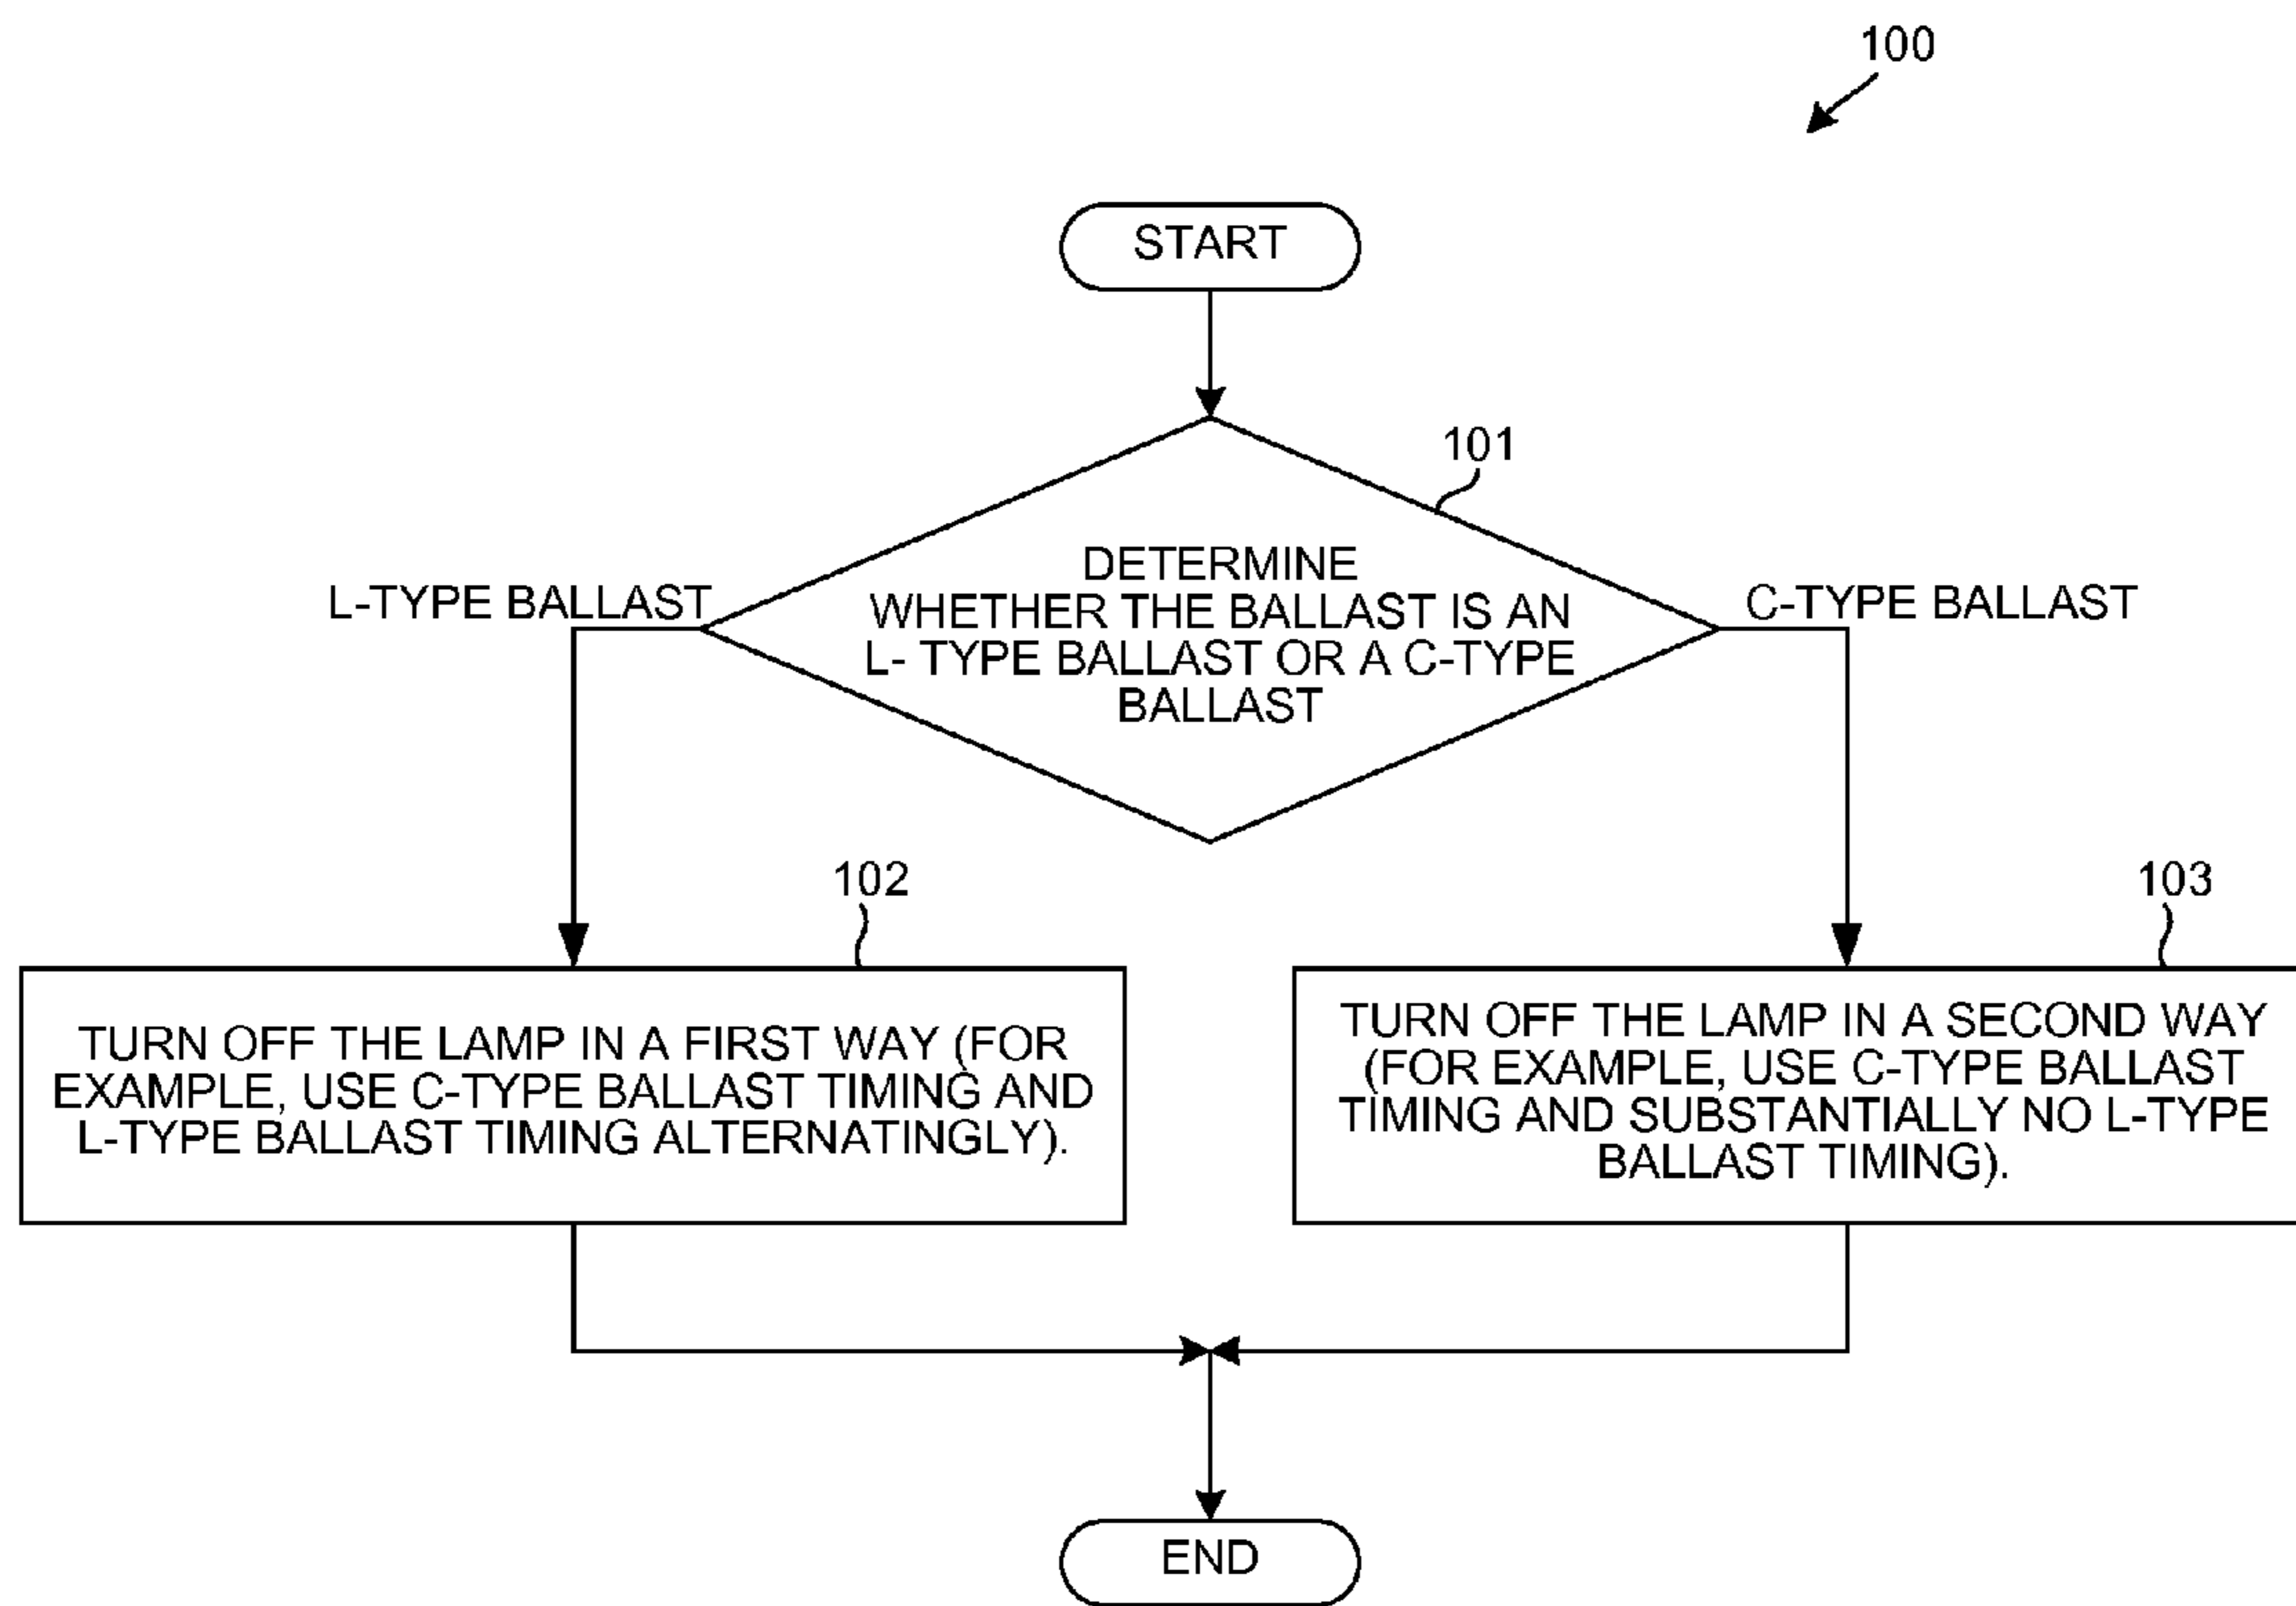 100
START
101
DETERMINE
WHETHER THE BALLAST IS AN
L- TYPE BALLAST OR A C-TYPE
BALLAST
L-TYPE BALLAST
C-TYPE BALLAST
102
TURN OFF THE LAMP IN A FIRST WAY (FOR
EXAMPLE, USE C-TYPE BALLAST TIMING AND
L-TYPE BALLAST TIMING ALTERNATINGLY).
103
TURN OFF THE LAMP IN A SECOND WAY
(FOR EXAMPLE, USE C-TYPE BALLAST
TIMING AND SUBSTANTIALLY NO L-TYPE
BALLAST TIMING).
END